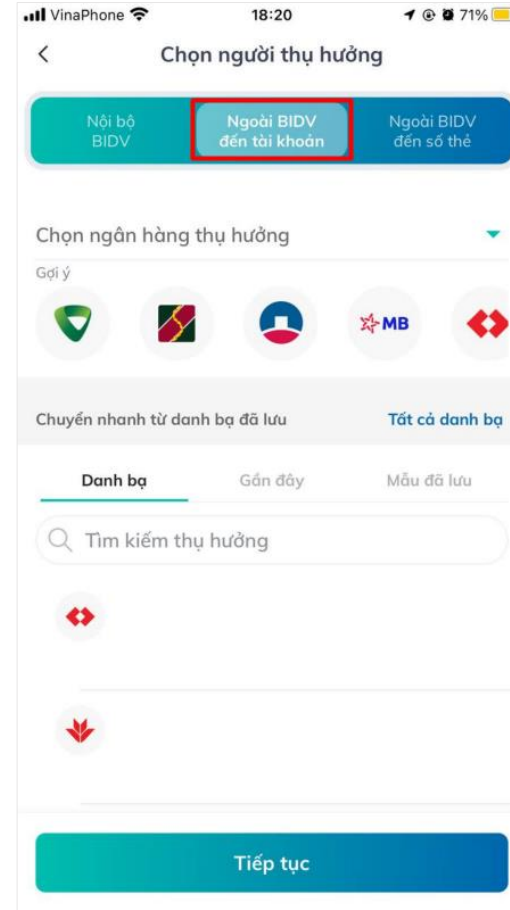 VinaPhone 18:20 71%
Chọn người thụ hưởng
Nội bộ
BIDV
Ngoài BIDV
đến tài khoản
Ngoài BIDV
đến số thẻ
Chọn ngân hàng thụ hưởng
Gợi ý
MB
Chuyển nhanh từ danh bạ đã lưu Tất cả danh bạ
Danh bạ Gần đây Mẫu đã lưu
Tìm kiếm thụ hưởng
Tiếp tục